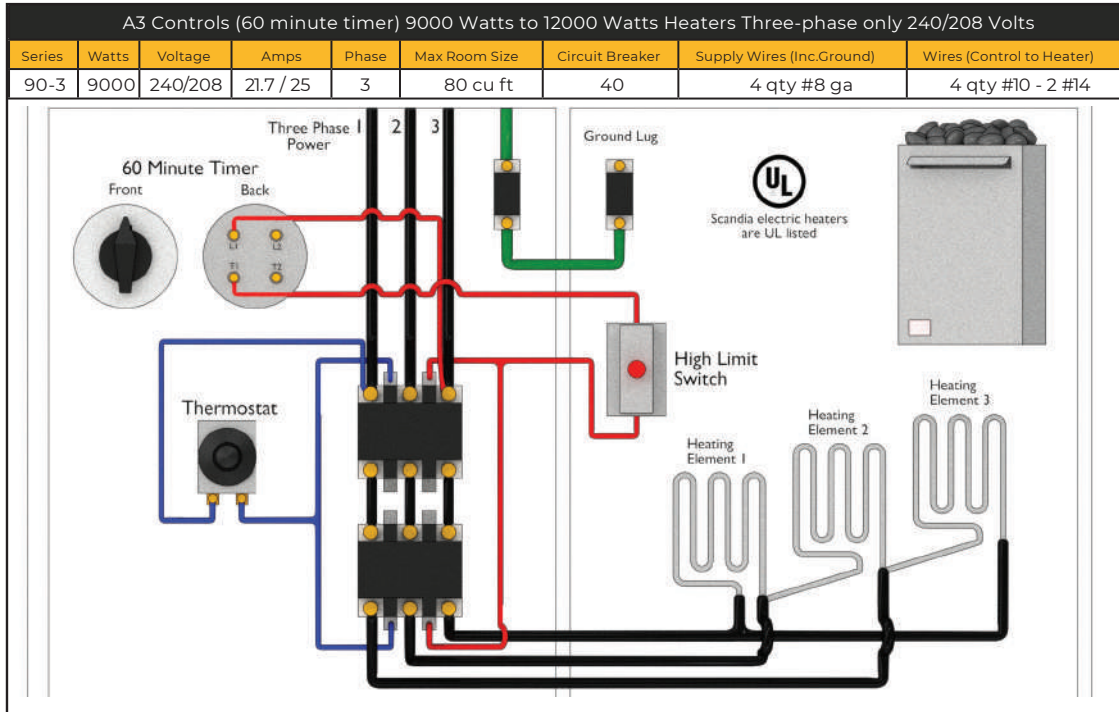 A3 Controls (60 minute timer) 9000 Watts to 12000 Watts Heaters Three-phase only 240/208 Volts
Series Watts Voltage Amps Phase Max Room Size Circuit Breaker Supply Wires (Inc.Ground) Wires (Control to Heater)
90-3 9000 240/208 21.7 / 25 3 80 cu ft 40 4 qty #8 ga 4 qty #10 - 2 #14
Three Phase
Power
1 2 3
Ground Lug
60 Minute Timer
Front Back
L1 L2
T1 T2
UL
Scandia electric heaters
are UL listed
High Limit
Switch
Thermostat
Heating
Element 1
Heating
Element 2
Heating
Element 3